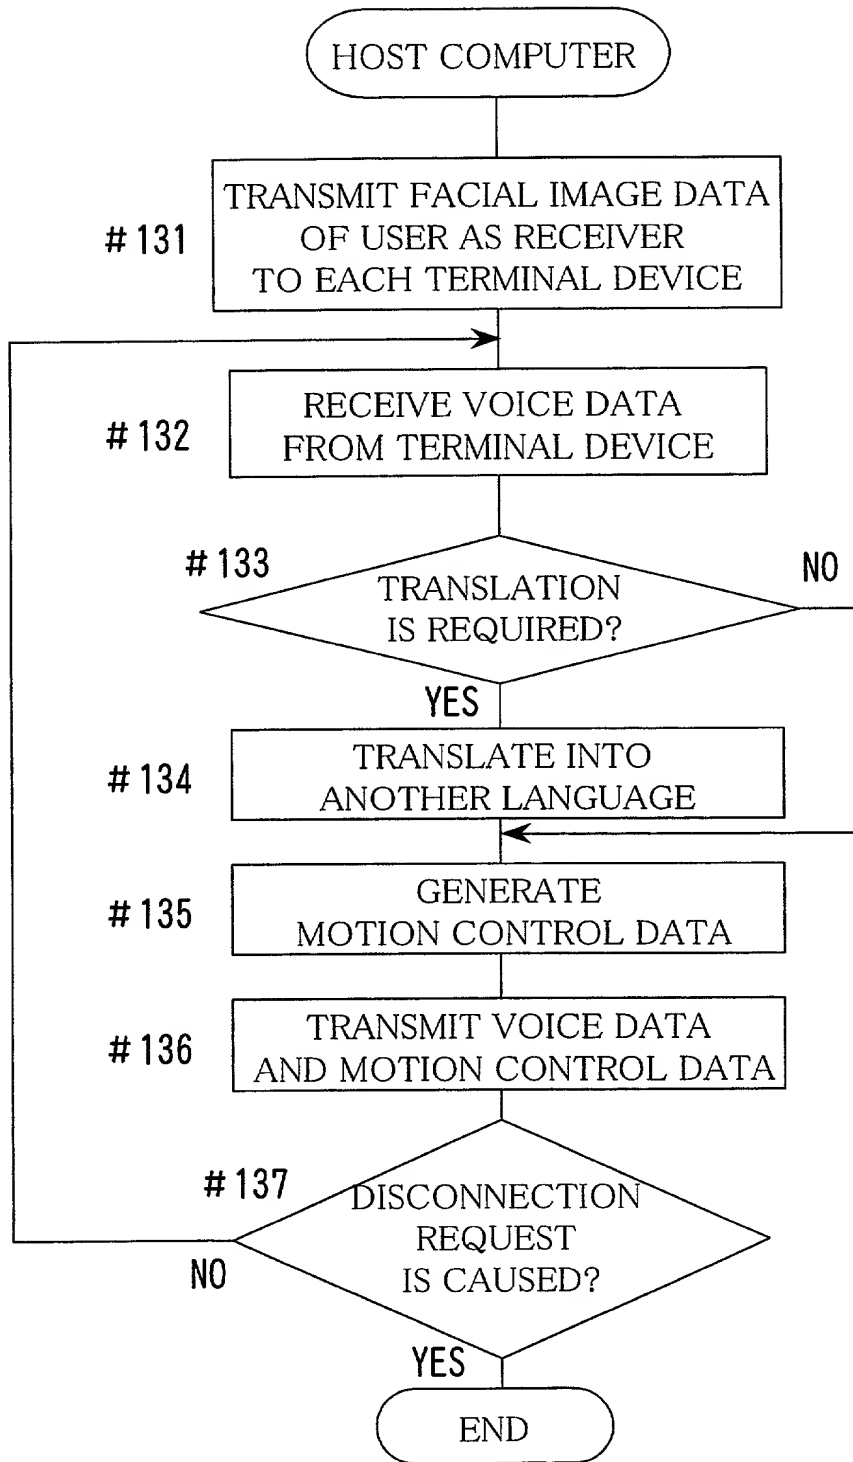 HOST COMPUTER
TRANSMIT FACIAL IMAGE DATA
OF USER AS RECEIVER
TO EACH TERMINAL DEVICE
#131
RECEIVE VOICE DATA
FROM TERMINAL DEVICE
#132
#133
TRANSLATION
IS REQUIRED?
NO
YES
TRANSLATE INTO
ANOTHER LANGUAGE
#134
GENERATE
MOTION CONTROL DATA
#135
TRANSMIT VOICE DATA
AND MOTION CONTROL DATA
#136
#137
DISCONNECTION
REQUEST
IS CAUSED?
NO
YES
END